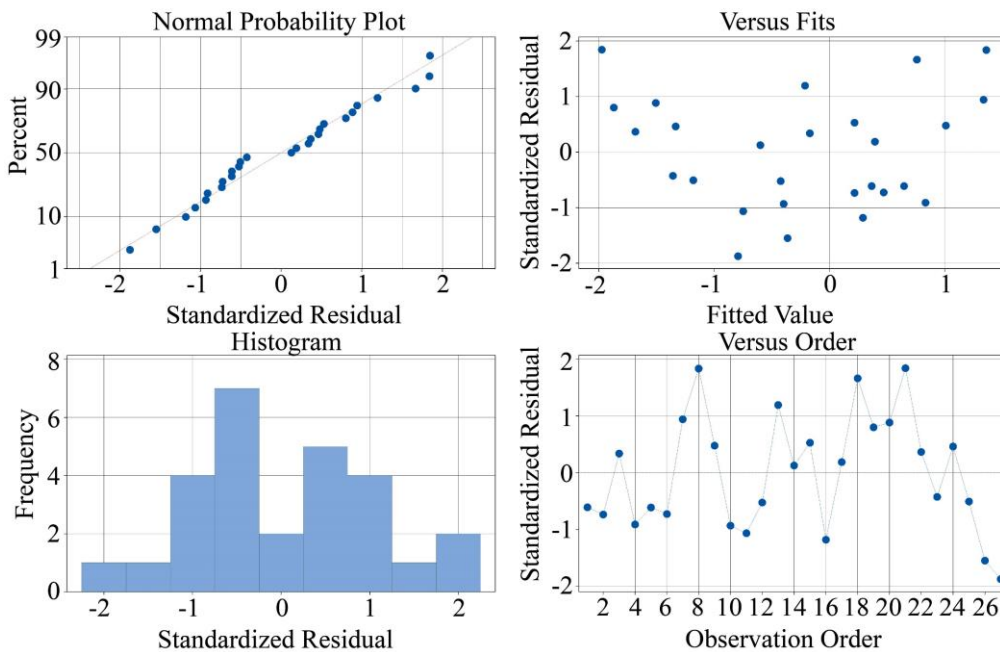 Normal Probability Plot
99
90
50
10
1
Percent
-2 -1 0 1 2
Standardized Residual
Versus Fits
2
1
0
-1
-2
Standardized Residual
-2 -1 0 1
Fitted Value
Histogram
8
6
4
2
0
Frequency
-2 -1 0 1 2
Standardized Residual
Versus Order
2
1
0
-1
-2
Standardized Residual
2 4 6 8 10 12 14 16 18 20 22 24 26
Observation Order